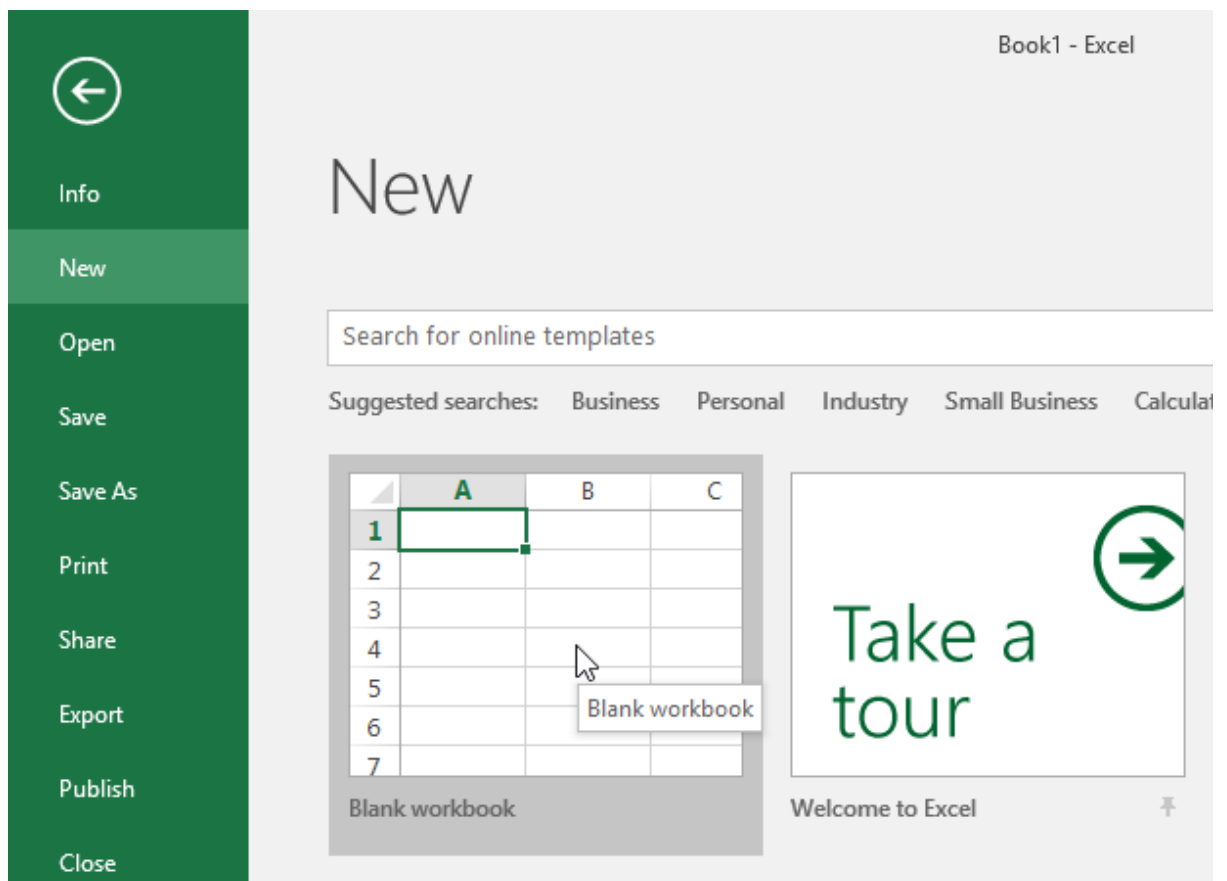 Book1 - Excel
Info
New
Open
Save
Save As
Print
Share
Export
Publish
Close
New
Search for online templates
Suggested searches: Business Personal Industry Small Business Calculat
A B C
1
2
3
4
5
6
7
Blank workbook
Blank workbook
Take a
tour
Welcome to Excel